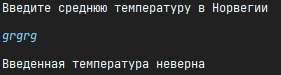 Введите среднюю температуру в Норвегии
grgrg
Введенная температура неверна